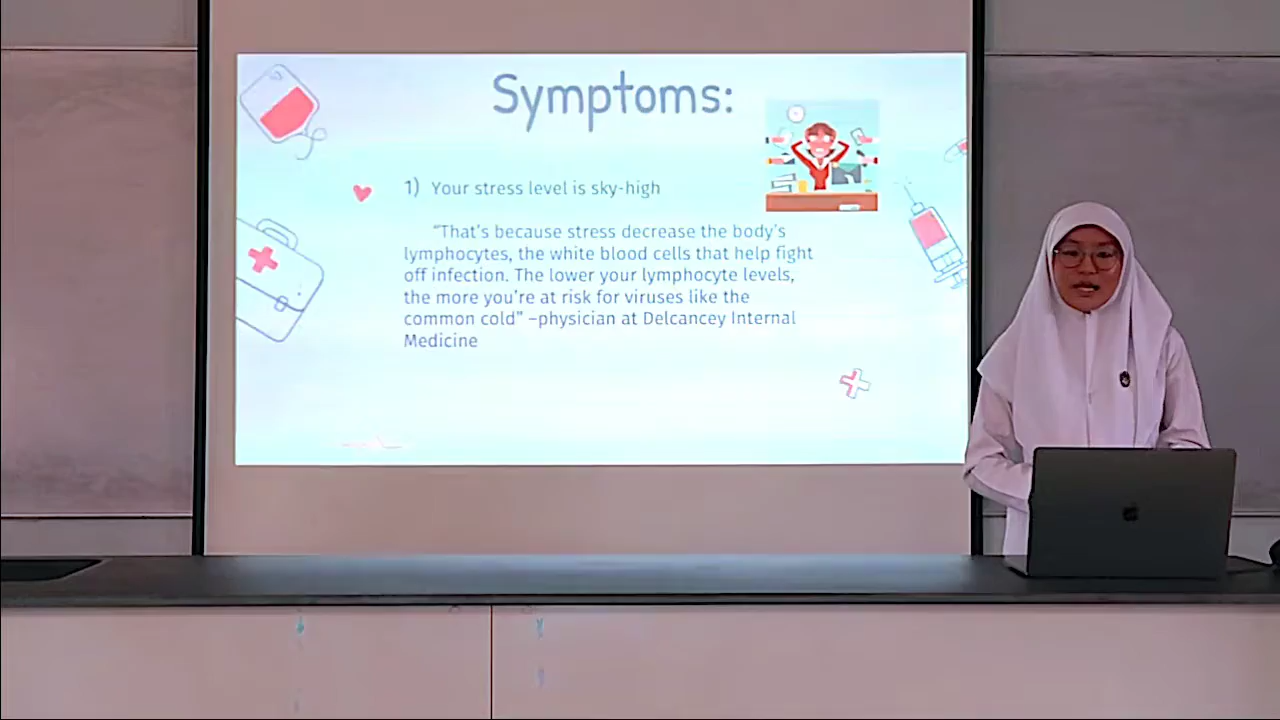 Symptoms:
1) Your stress level is sky-high
"That's because stress decrease the body's
lymphocytes, the white blood cells that help fight
off infection. The lower your lymphocyte levels,
the more you're at risk for viruses like the
common cold" –physician at Delcancey Internal
Medicine